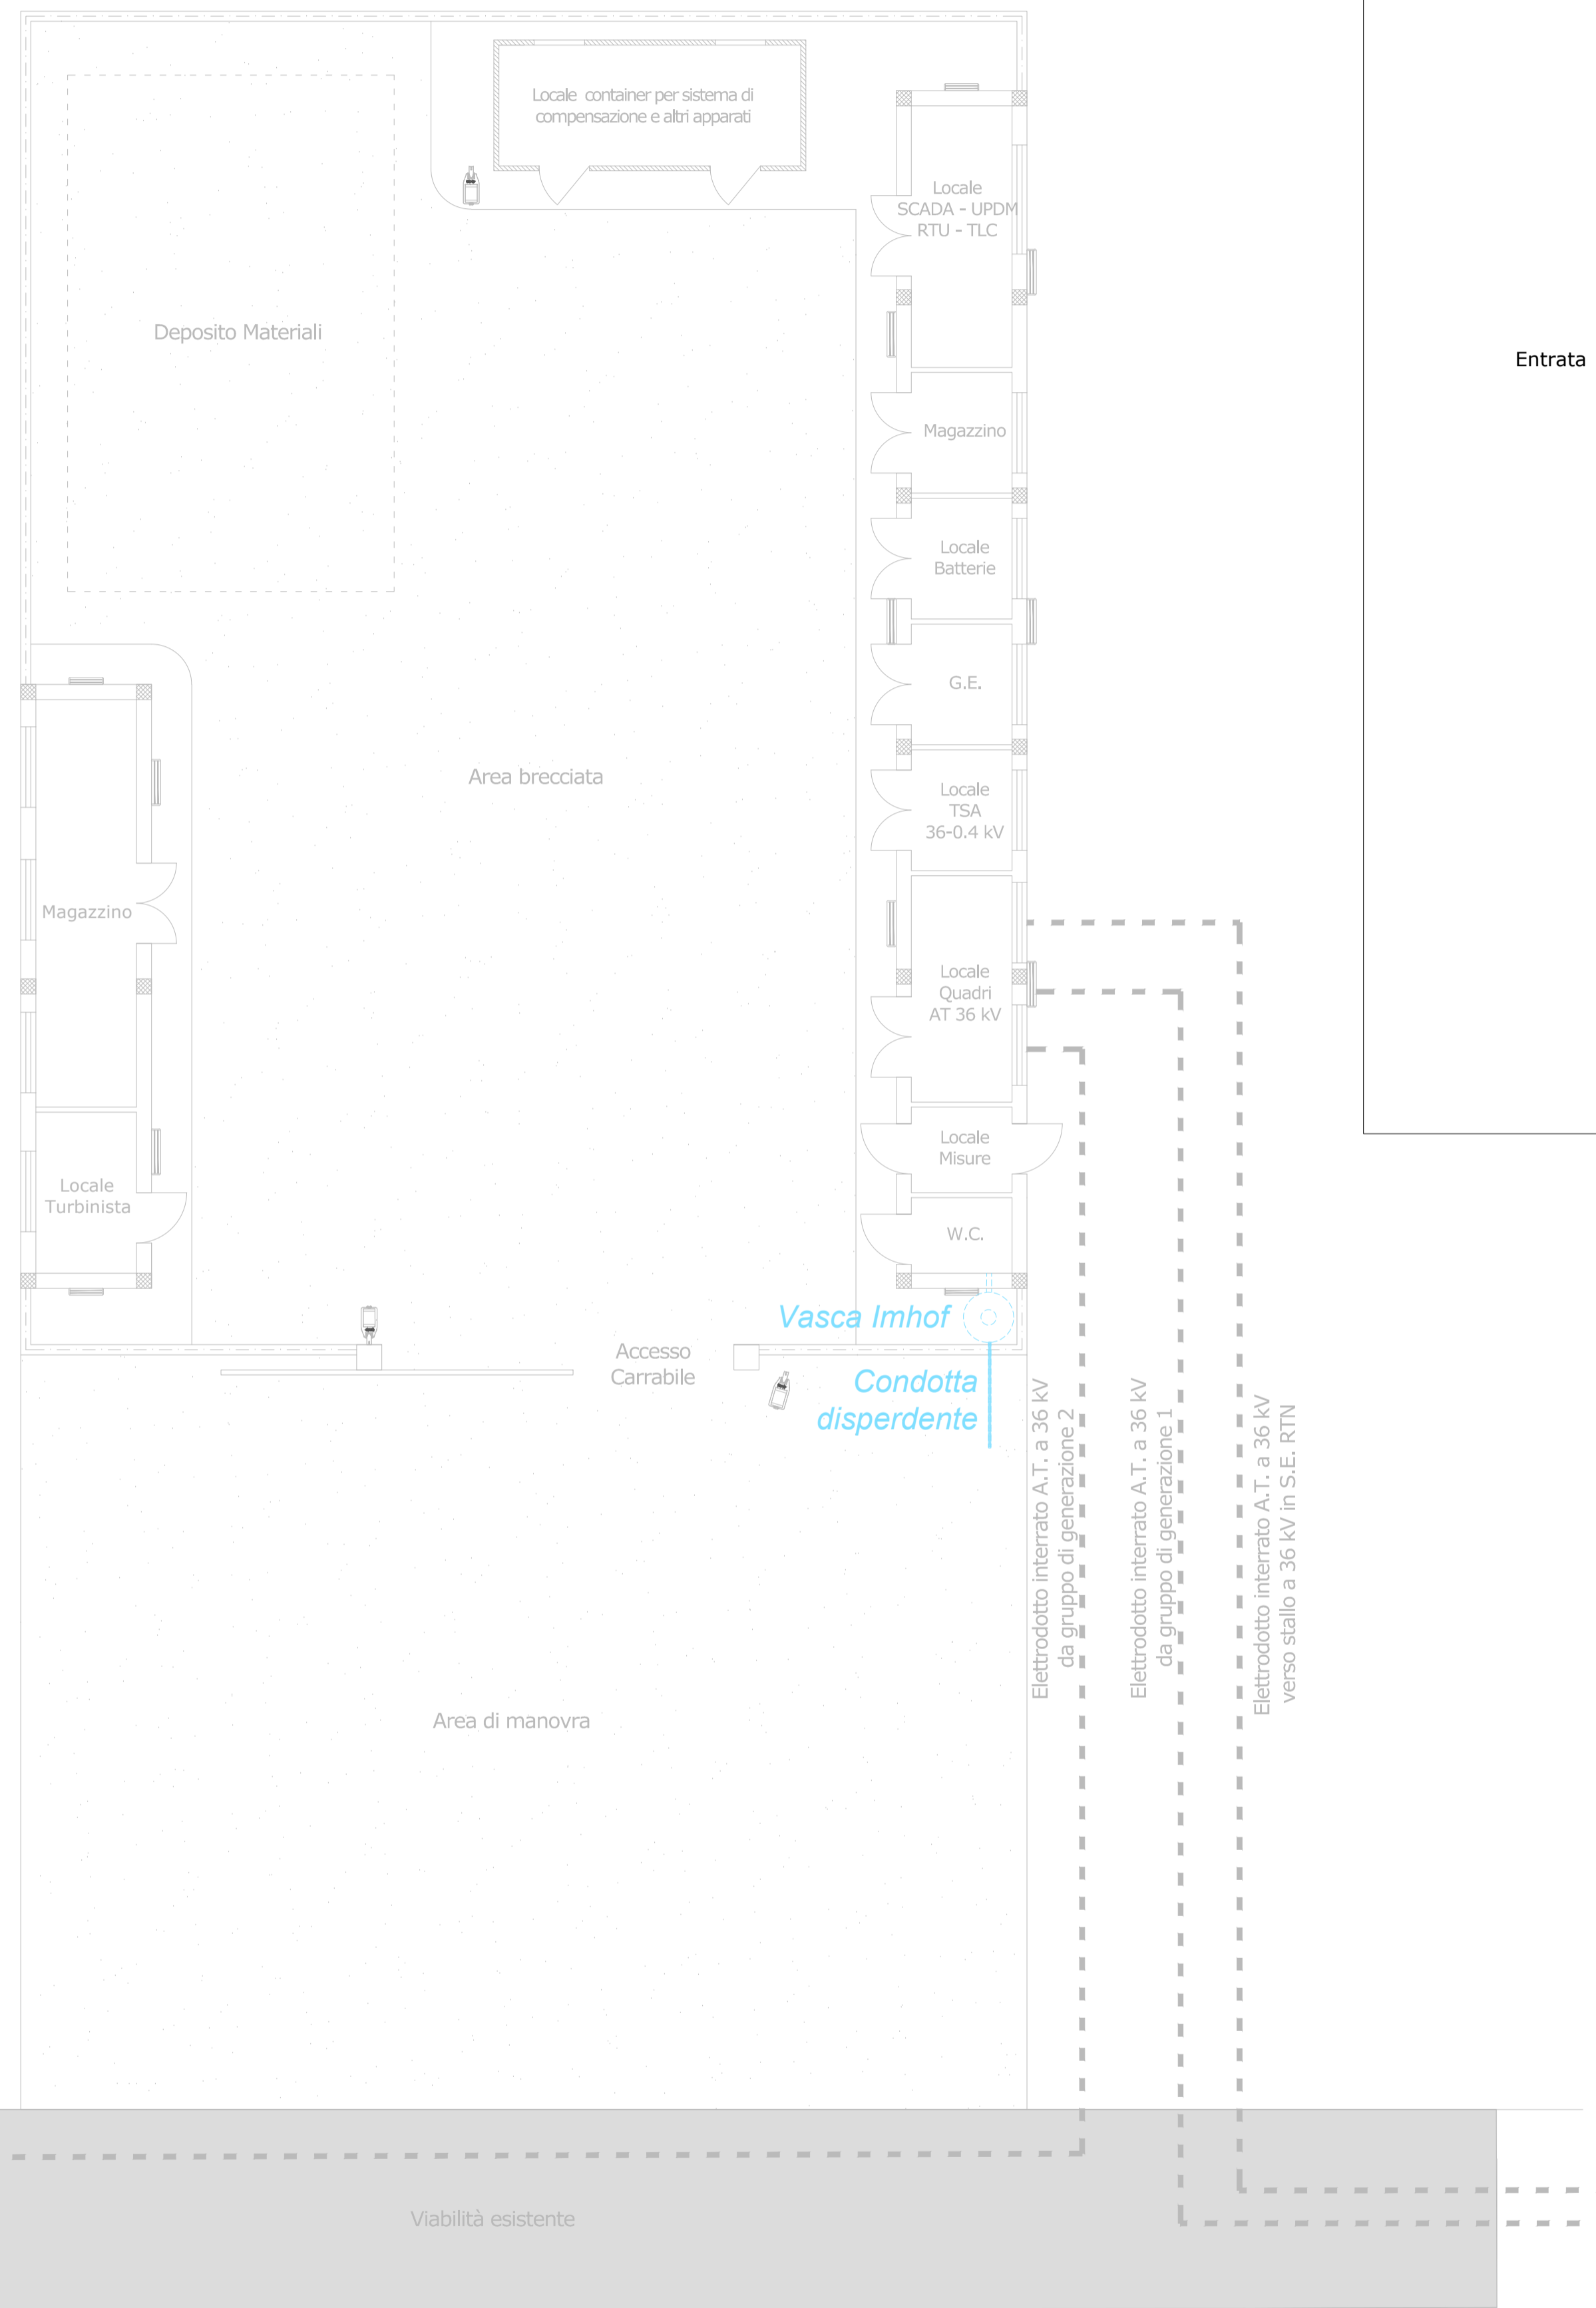 Locale container per sistema di
compensazione e altri apparati
Locale
SCADA - UPDM
RTU - TLC
Deposito Materiali
Entrata
Magazzino
Locale
Batterie
G.E.
Area brecciata
Locale
TSA
36-0.4 kV
Magazzino
Locale
Quadri
AT 36 kV
Locale
Misure
Locale
Turbinista
W.C.
Vasca Imhof
Accesso
Carrabile
Condotta
disperdente
Elettrodotto interrato A.T. a 36 kV
da gruppo di generazione 2
Elettrodotto interrato A.T. a 36 kV
da gruppo di generazione 1
Elettrodotto interrato A.T. a 36 kV
verso stallo a 36 kV in S.E. RTN
Area di manovra
Viabilità esistente